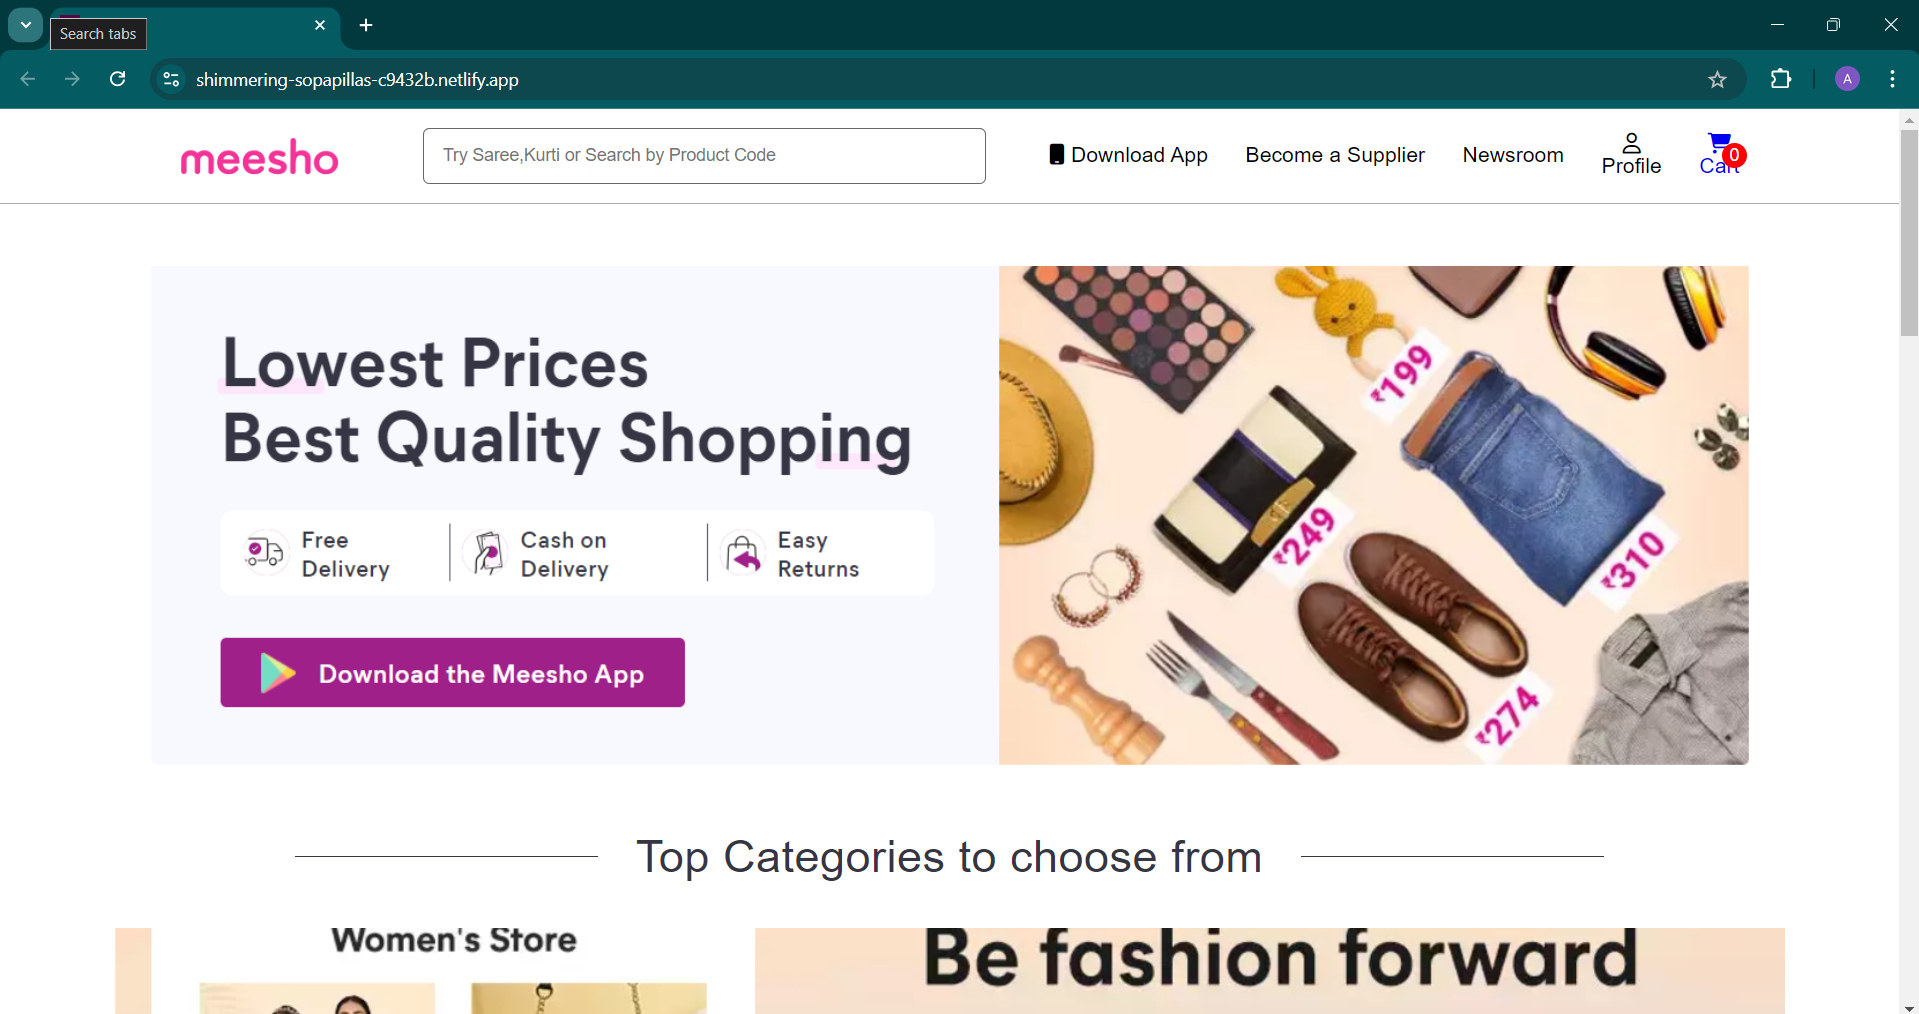 Search tabs
shimmering-sopapillas-c9432b.netlify.app
A
meesho
Try Saree,Kurti or Search by Product Code
Download App
Become a Supplier
Newsroom
Profile
Cart
0
Lowest Prices
Best Quality Shopping
Free
Delivery
Cash on
Delivery
Easy
Returns
Download the Meesho App
₹199
₹249
₹310
₹274
Top Categories to choose from
Women's Store
Be fashion forward